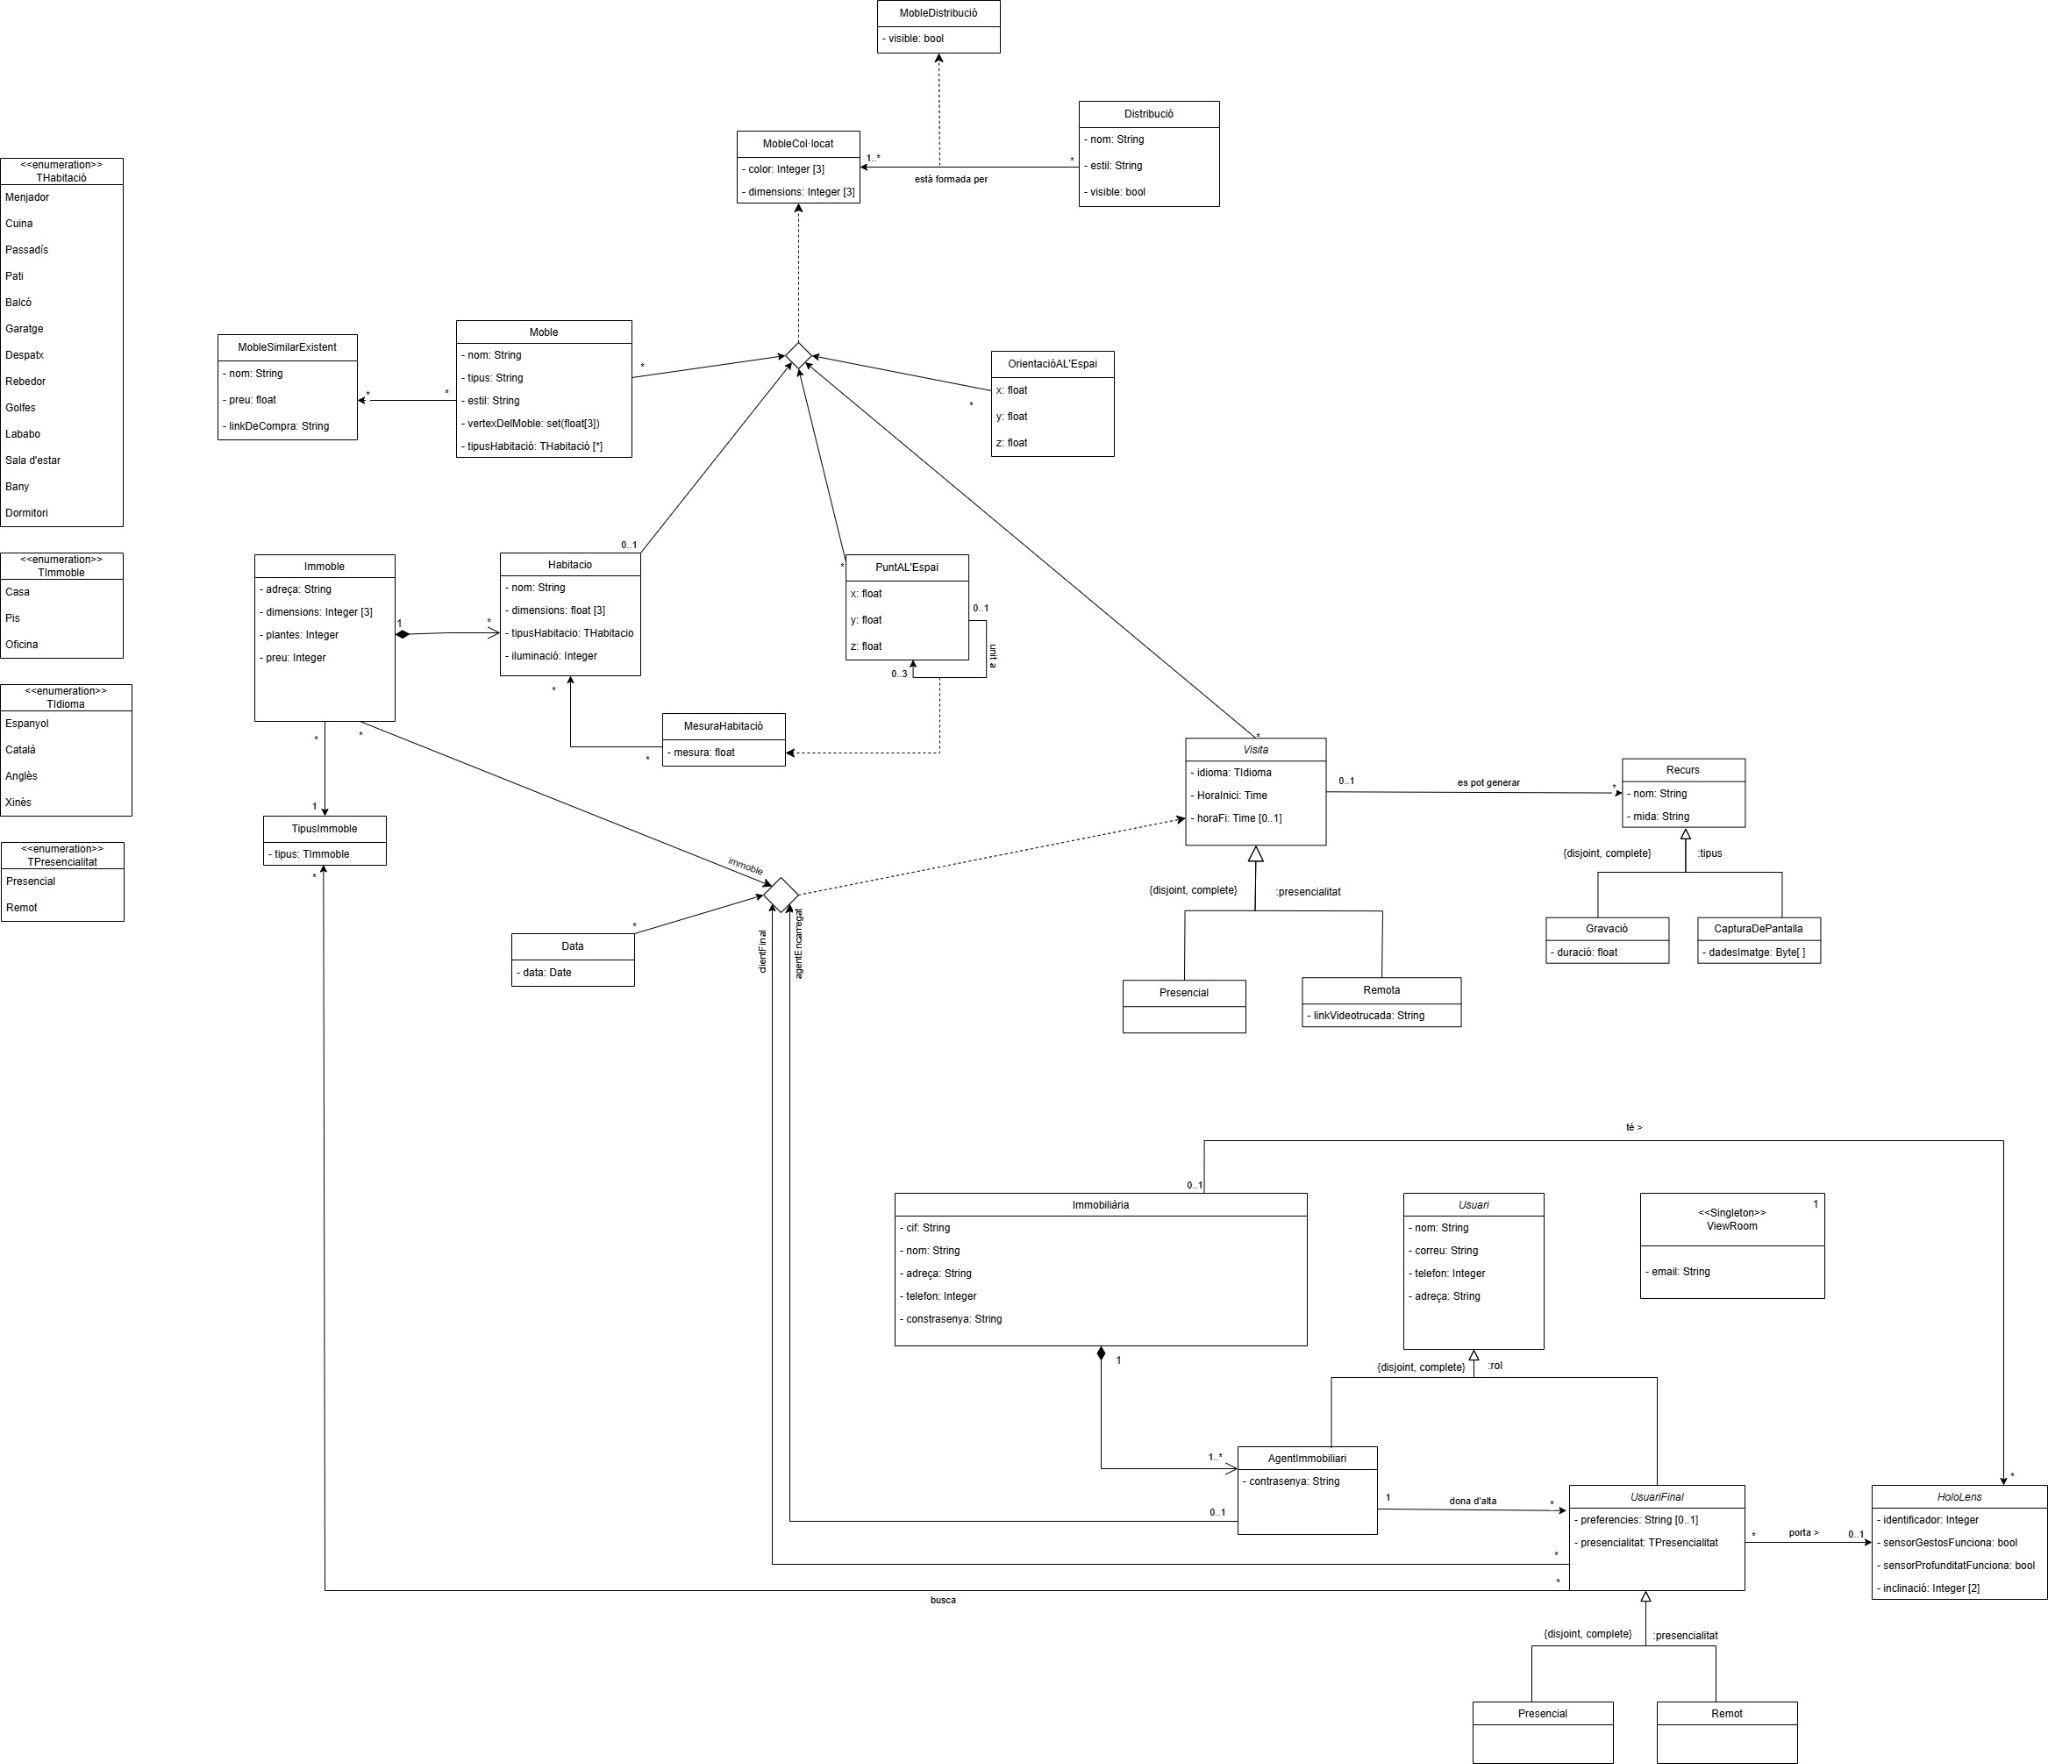 MobleDistribució
- visible: bool
Distribució
- nom: String
- estil: String
- visible: bool
MobleCol·locat
- color: Integer [3]
- dimensions: Integer [3]
1..*
*
està formada per
<<enumeration>>
THabitació
Menjador
Cuina
Passadís
Pati
Balcó
Garatge
Despatx
Rebedor
Golfes
Lababo
Sala d'estar
Bany
Dormitori
MobleSimilarExistent
- nom: String
- preu: float
- linkDeCompra: String
*
*
Moble
- nom: String
- tipus: String
- estil: String
- vertexDelMoble: set(float[3])
- tipusHabitació: THabitació [*]
*
OrientacióAL'Espai
x: float
y: float
z: float
*
<<enumeration>>
TImmoble
Casa
Pis
Oficina
Immoble
- adreça: String
- dimensions: Integer [3]
- plantes: Integer
- preu: Integer
1
*
0..1
Habitacio
- nom: String
- dimensions: float [3]
- tipusHabitacio: THabitacio
- iluminació: Integer
*
PuntAL'Espai
x: float
y: float
z: float
0..1
unit a
0..3
<<enumeration>>
TIdioma
Espanyol
Català
Anglès
Xinès
*
*
*
*
MesuraHabitació
- mesura: float
*
Visita
- idioma: TIdioma
- HoraInici: Time
- horaFi: Time [0..1]
0..1
es pot generar
*
Recurs
- nom: String
- mida: String
1
TipusImmoble
- tipus: TImmoble
*
<<enumeration>>
TPresencialitat
Presencial
Remot
immoble
{disjoint, complete}
:presencialitat
{disjoint, complete}
:tipus
Gravació
- duració: float
CapturaDePantalla
- dadesImatge: Byte[ ]
*
Data
- data: Date
clientFinal
agentEncarregat
Presencial
Remota
- linkVideotrucada: String
té >
0..1
Immobiliària
- cif: String
- nom: String
- adreça: String
- telefon: Integer
- constrasenya: String
1
Usuari
- nom: String
- correu: String
- telefon: Integer
- adreça: String
<<Singleton>>
ViewRoom
1
- email: String
{disjoint, complete}
:rol
1..*
AgentImmobiliari
- contrasenya: String
0..1
1
dona d'alta
*
UsuariFinal
- preferencies: String [0..1]
- presencialitat: TPresencialitat
*
*
*
porta >
0..1
*
HoloLens
- identificador: Integer
- sensorGestosFunciona: bool
- sensorProfunditatFunciona: bool
- inclinació: Integer [2]
busca
{disjoint, complete}
:presencialitat
Presencial
Remot